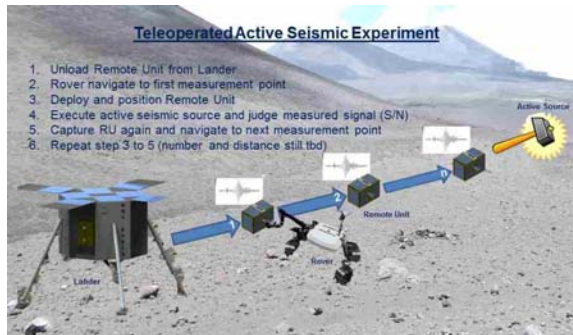 Teleoperated Active Seismic Experiment
1. Unload Remote Unit from Lander
2. Rover navigate to first measurement point
3. Deploy and position Remote Unit
4. Execute active seismic source and judge measured signal (S/N)
5. Capture RU again and navigate to next measurement point
6. Repeat step 3 to 5 (number and distance still tbd)
Active Source
n
2
Remote Unit
1
Rover
Lander